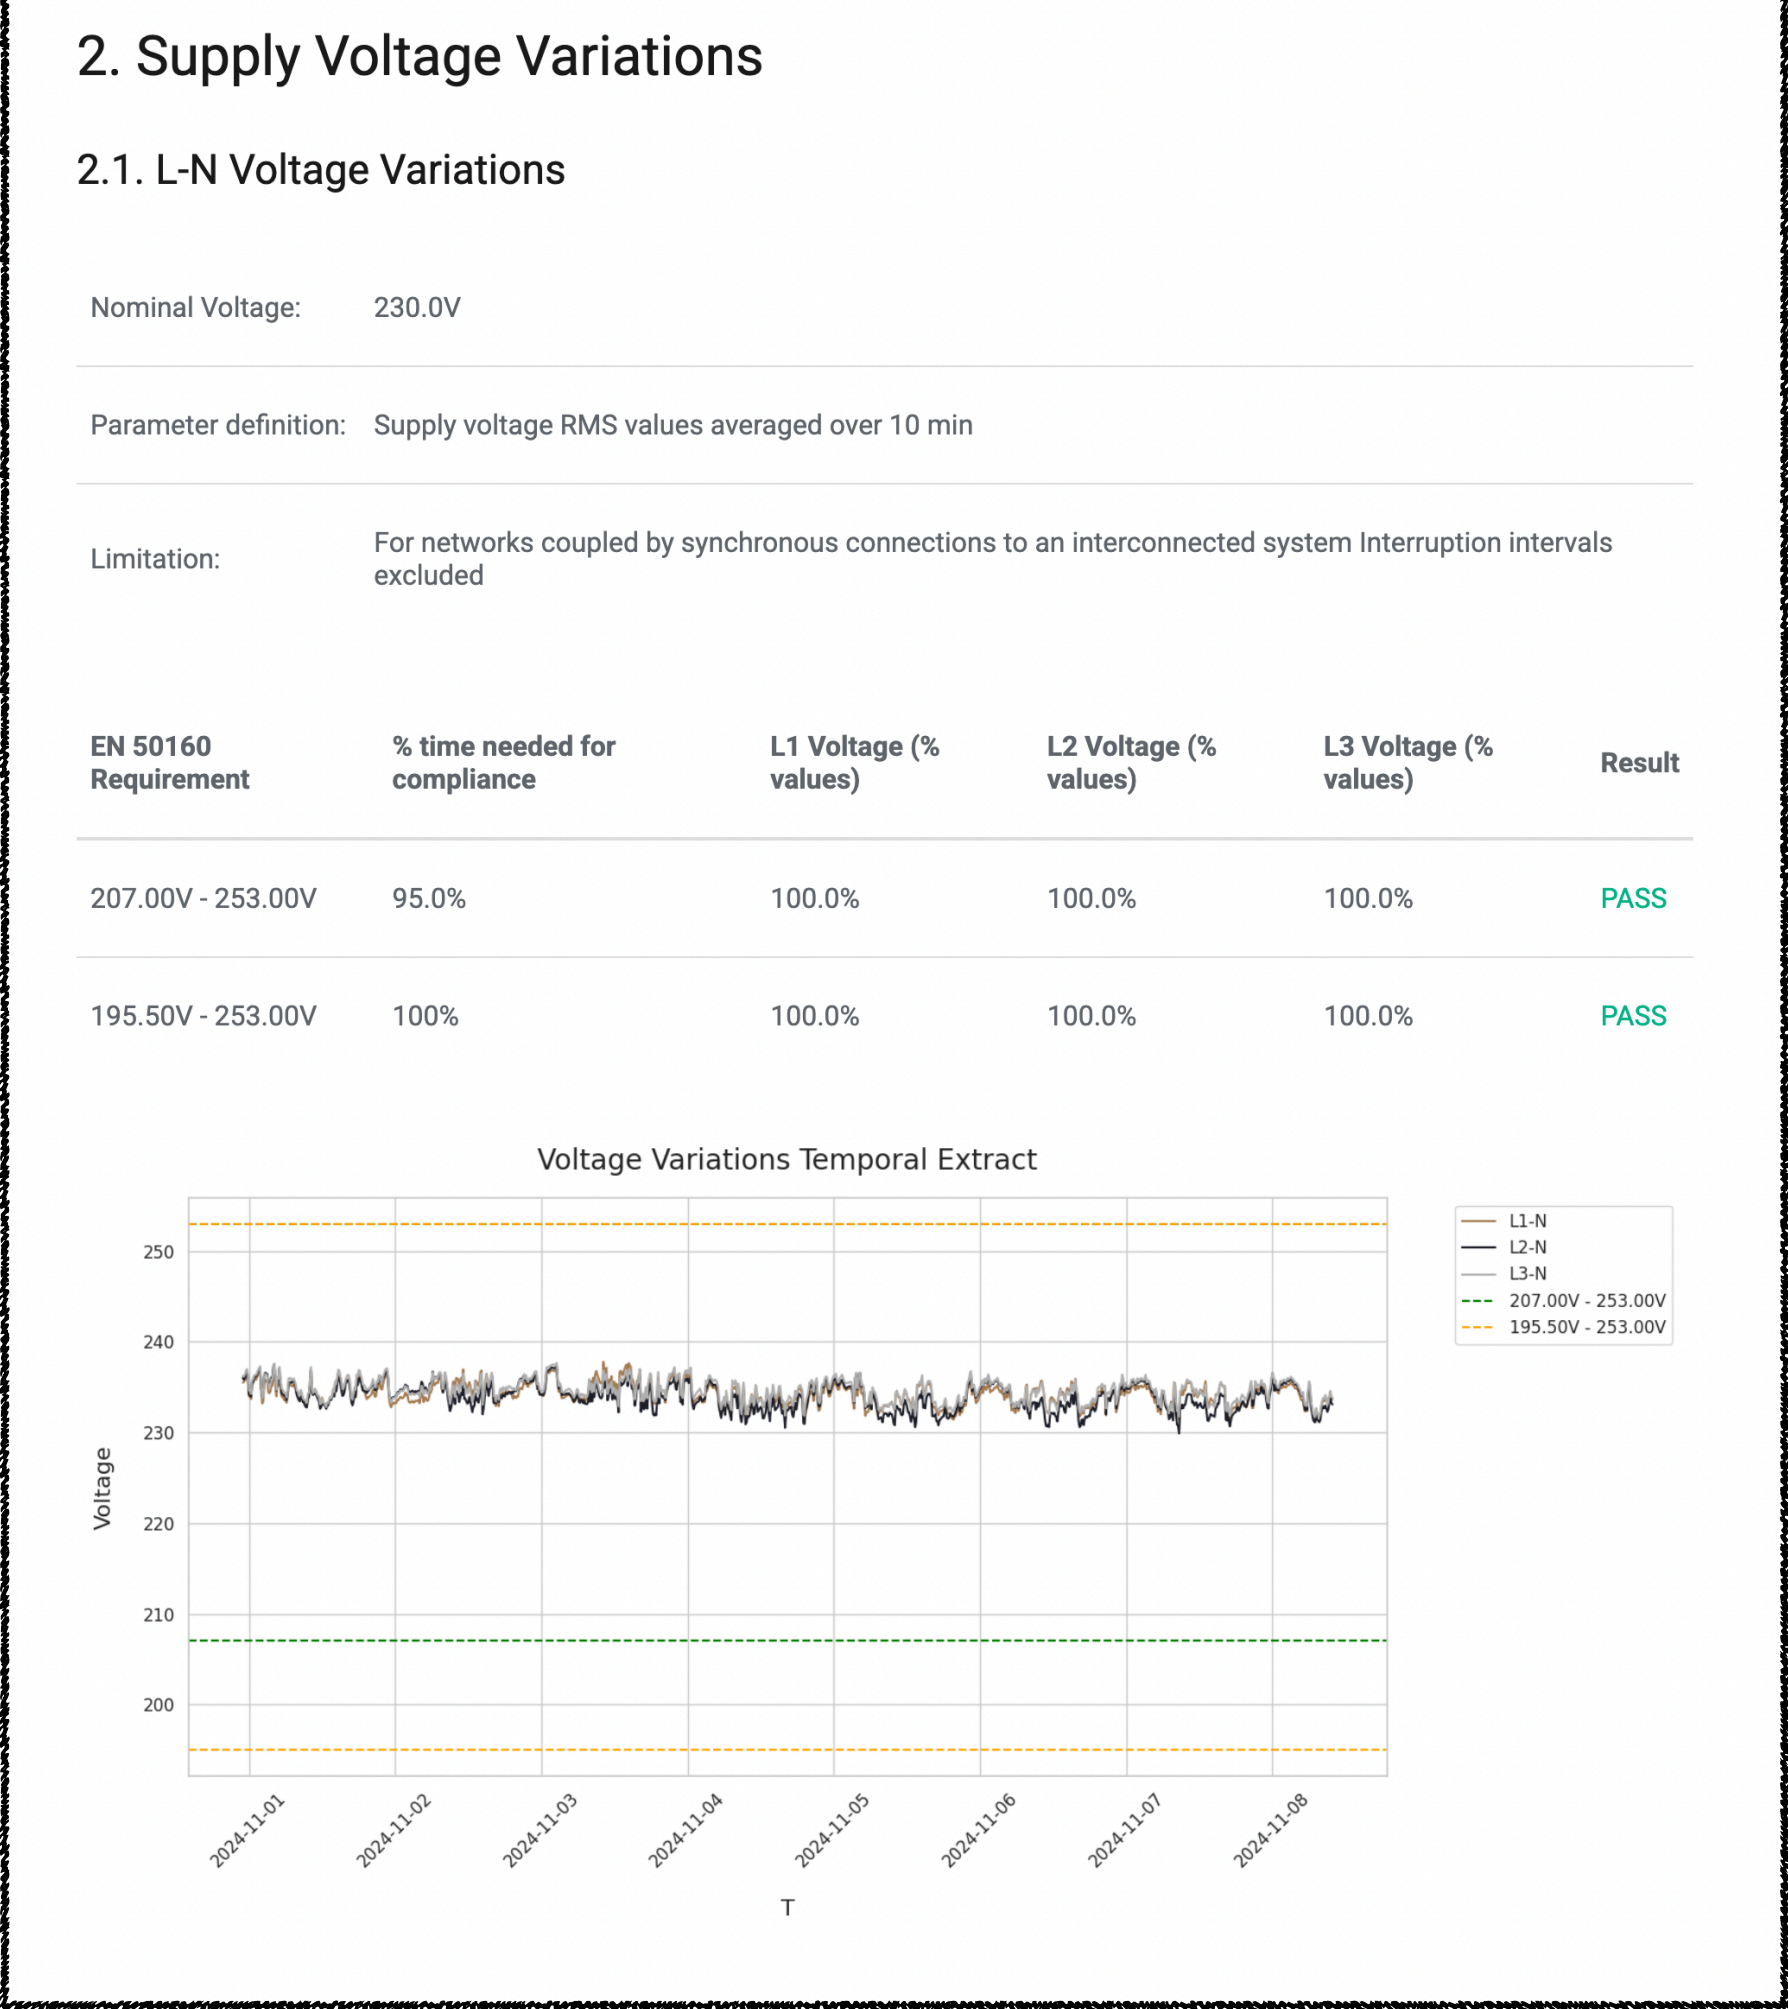 2. Supply Voltage Variations
2.1. L-N Voltage Variations
Nominal Voltage: 230.0V
Parameter definition: Supply voltage RMS values averaged over 10 min
Limitation: For networks coupled by synchronous connections to an interconnected system Interruption intervals
excluded
EN 50160 % time needed for L1 Voltage (% L2 Voltage (% L3 Voltage (% Result
Requirement compliance values) values) values)
207.00V - 253.00V 95.0% 100.0% 100.0% 100.0% PASS
195.50V - 253.00V 100% 100.0% 100.0% 100.0% PASS
Voltage Variations Temporal Extract
L1-N
L2-N
L3-N
207.00V - 253.00V
195.50V - 253.00V
250
240
230
220
210
200
Voltage
2024-11-01
2024-11-02
2024-11-03
2024-11-04
2024-11-05
2024-11-06
2024-11-07
2024-11-08
T